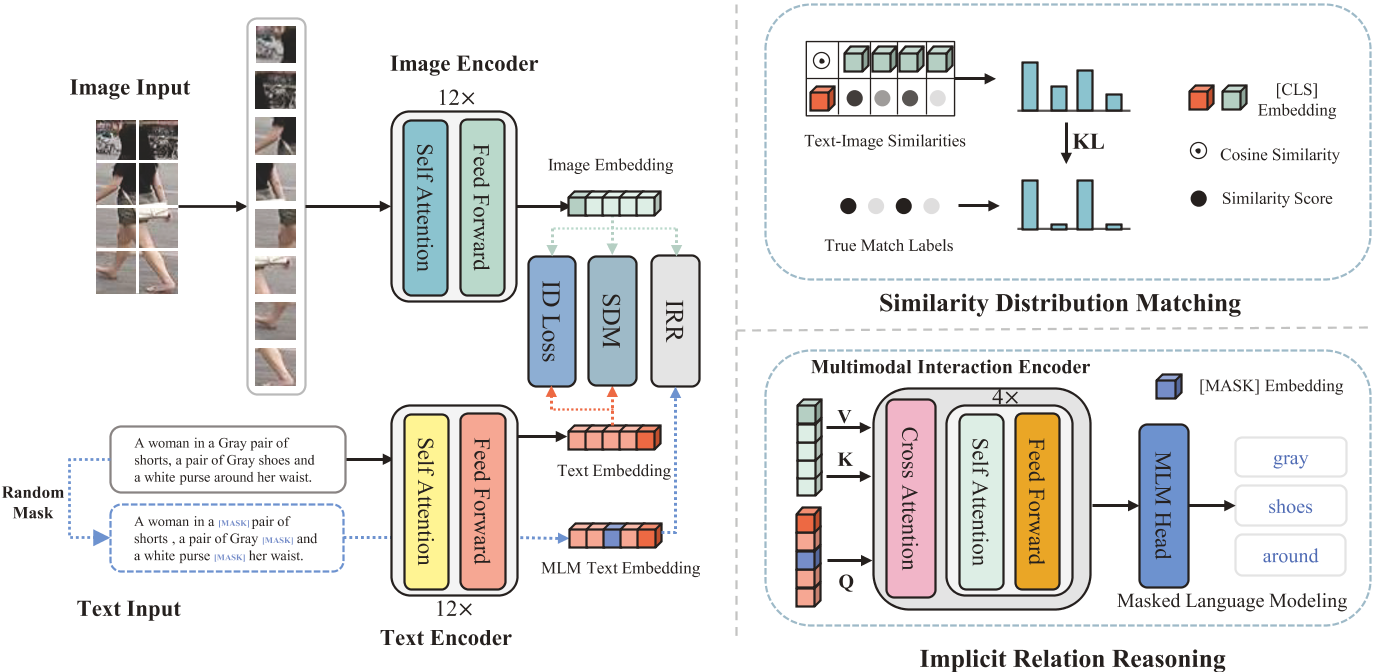 Image Input
Image Encoder
12×
Self Attention
Feed Forward
Image Embedding
ID Loss
SDM
IRR
A woman in a Gray pair of
shorts, a pair of Gray shoes and
a white purse around her waist.
Random
Mask
A woman in a [MASK] pair of
shorts , a pair of Gray [MASK] and
a white purse [MASK] her waist.
Text Input
Self Attention
Feed Forward
12×
Text Encoder
Text Embedding
MLM Text Embedding
Text-Image Similarities
KL
True Match Labels
[CLS]
Embedding
Cosine Similarity
Similarity Score
Similarity Distribution Matching
Multimodal Interaction Encoder
V
K
Q
Cross Attention
4×
Self Attention
Feed Forward
[MASK] Embedding
MLM Head
gray
shoes
around
Masked Language Modeling
Implicit Relation Reasoning